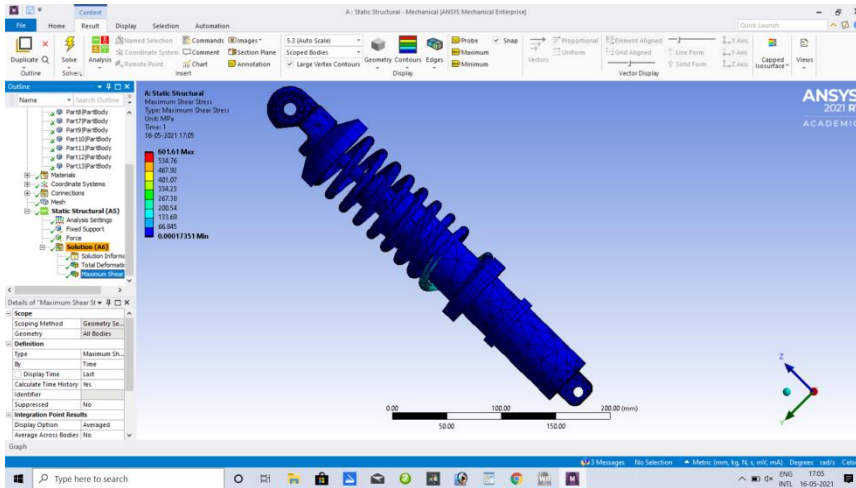 A : Static Structural - Mechanical [ANSYS Mechanical Enterprise]
Context
File Home Result Display Selection Automation
Quick Launch
Duplicate
Outline
Solve
Solver
Analysis
Named Selection
Coordinate System
Remote Point
Commands
Comment
Chart
Images
Section Plane
Annotation
Insert
5.3 (Auto Scale)
Scoped Bodies
Large Vertex Contours
Geometry Contours Edges
Display
Probe
Maximum
Minimum
Snap
Vectors
Proportional
Uniform
Element Aligned
Grid Aligned
Line Form
Solid Form
X Axis
Y Axis
Z Axis
Vector Display
Capped
Isosurface
Views
Outline
Name
Search Outline
Part8|PartBody
Part7|PartBody
Part9|PartBody
Part10|PartBody
Part11|PartBody
Part12|PartBody
Part13|PartBody
Materials
Coordinate Systems
Connections
Mesh
Static Structural (A5)
Analysis Settings
Fixed Support
Force
Solution (A6)
Solution Informa
Total Deformatic
Maximum Shear
Details of "Maximum Shear St
Scope
Scoping Method Geometry Se...
Geometry All Bodies
Definition
Type Maximum Sh...
By Time
Display Time Last
Calculate Time History Yes
Identifier
Suppressed No
Integration Point Results
Display Option Averaged
Average Across Bodies No
Graph
A: Static Structural
Maximum Shear Stress
Type: Maximum Shear Stress
Unit: MPa
Time: 1
16-05-2021 17:05
601.61 Max
534.76
467.92
401.07
334.23
267.38
200.54
133.69
66.845
0.00017351 Min
ANSYS
2021 R
ACADEMIC
0.00 100.00 200.00 (mm)
50.00 150.00
Z
Y
3 Messages No Selection Metric (mm, kg, N, s, mV, mA) Degrees rad/s Celsi
Type here to search
ENG
INTL
17:05
16-05-2021